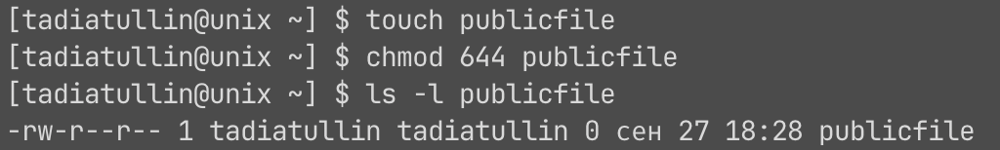 [tadiatullin@unix ~] $ touch publicfile
[tadiatullin@unix ~] $ chmod 644 publicfile
[tadiatullin@unix ~] $ ls -l publicfile
-rw-r--r-- 1 tadiatullin tadiatullin 0 сен 27 18:28 publicfile